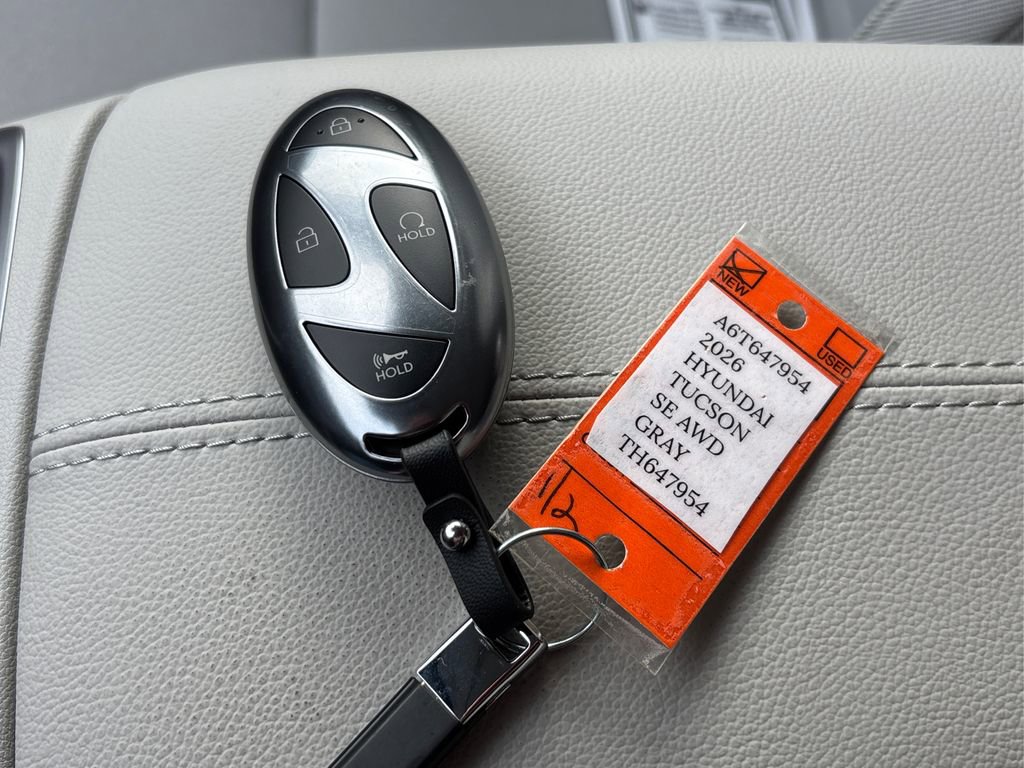 HOLD
HOLD
NEW
USED
A6T647954
2026
HYUNDAI
TUCSON
SE AWD
GRAY
TH647954
1/2